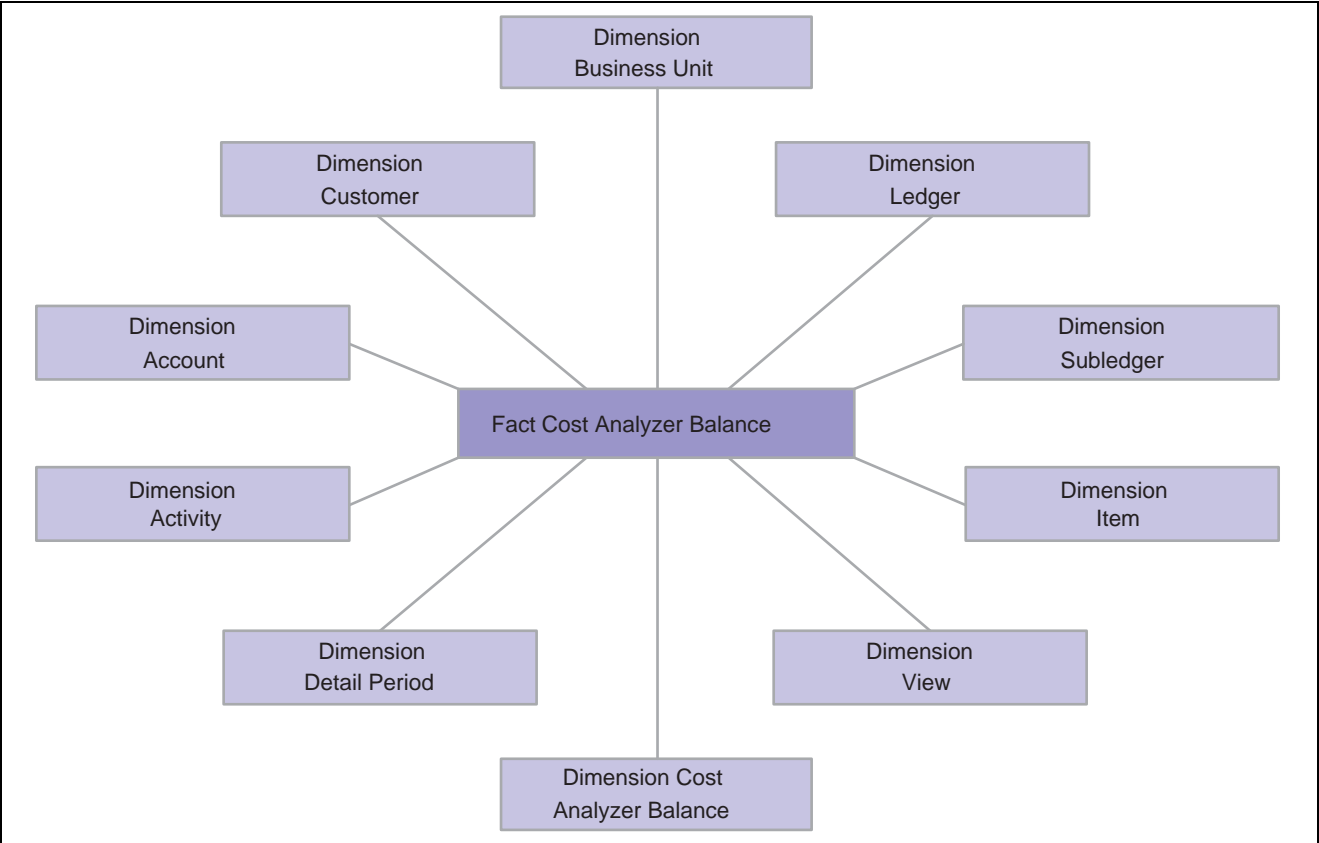 Dimension
Business Unit
Dimension
Customer
Dimension
Ledger
Dimension
Account
Dimension
Subledger
Fact Cost Analyzer Balance
Dimension
Activity
Dimension
Item
Dimension
Detail Period
Dimension
View
Dimension Cost
Analyzer Balance